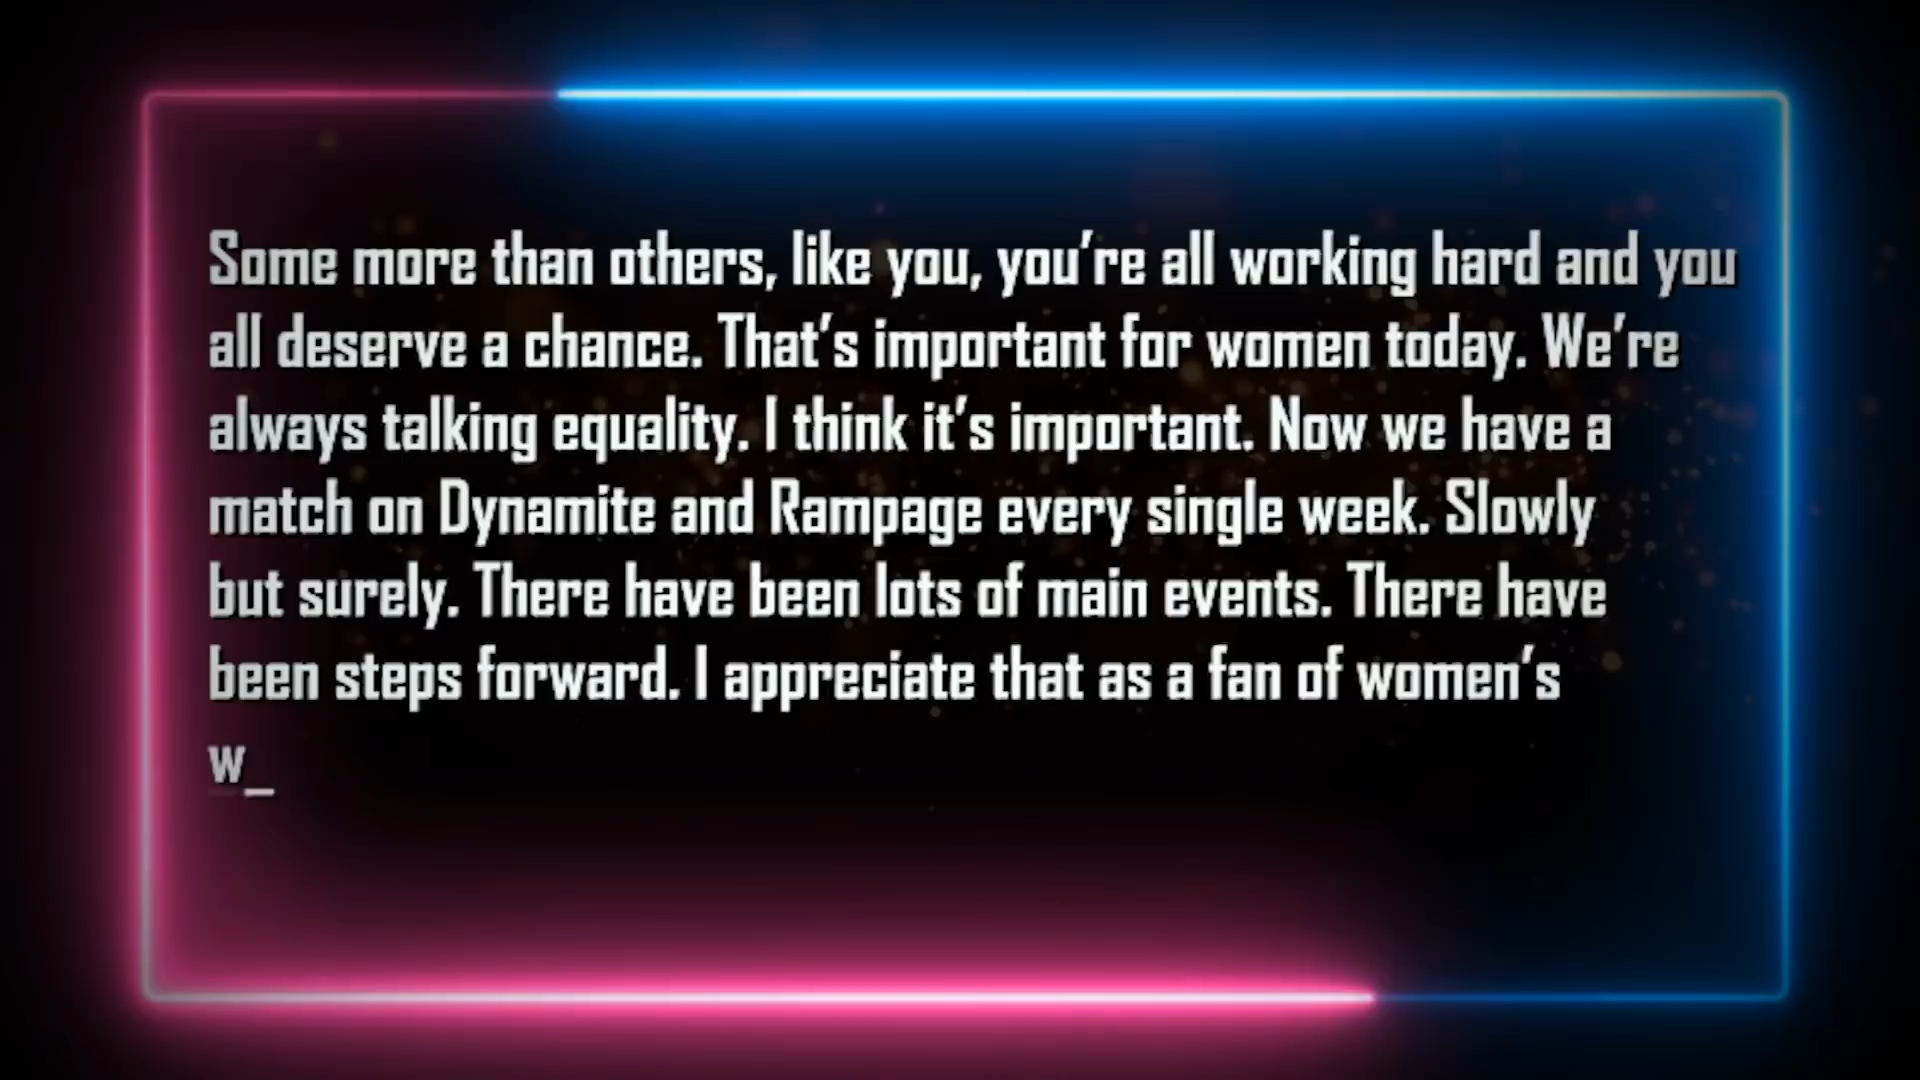 Some more than others, like you, you're all working hard and you
all deserve a chance. That's important for women today. We're
always talking equality. I think it's important. Now we have a
match on Dynamite and Rampage every single week. Slowly
but surely. There have been lots of main events. There have
been steps forward. I appreciate that as a fan of women's
w_